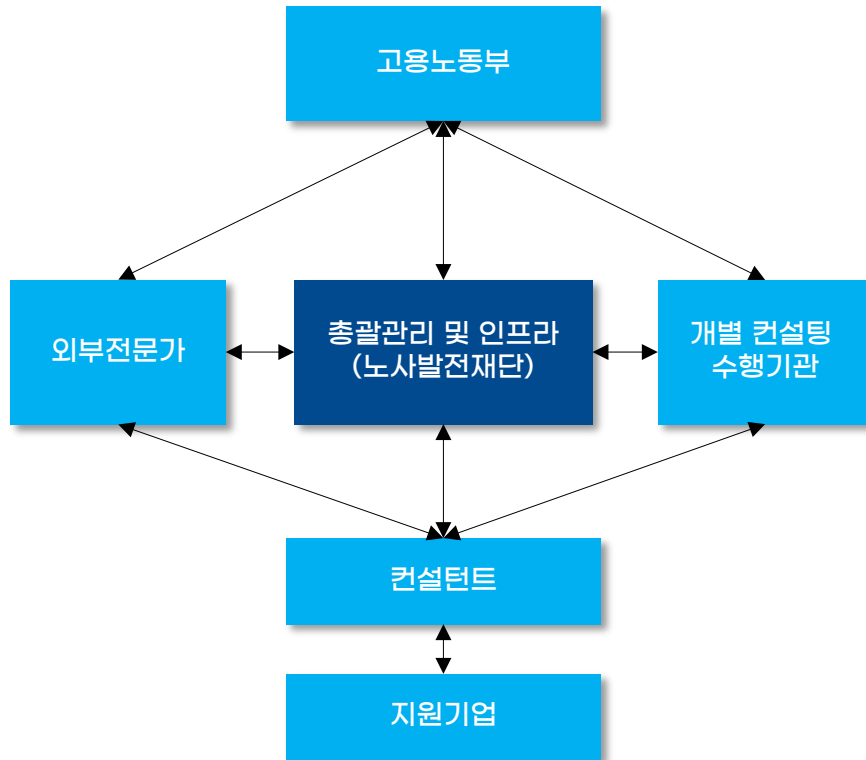 고용노동부
외부전문가
총괄관리 및 인프라
(노사발전재단)
개별 컨설팅
수행기관
컨설턴트
지원기업